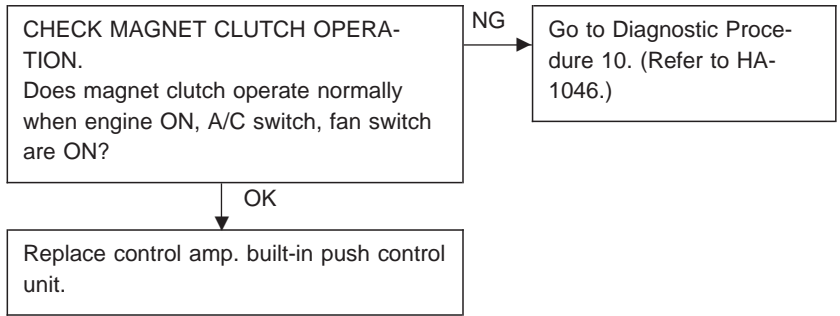 CHECK MAGNET CLUTCH OPERA-
TION.
Does magnet clutch operate normally
when engine ON, A/C switch, fan switch
are ON?
NG
Go to Diagnostic Proce-
dure 10. (Refer to HA-
1046.)
OK
Replace control amp. built-in push control
unit.